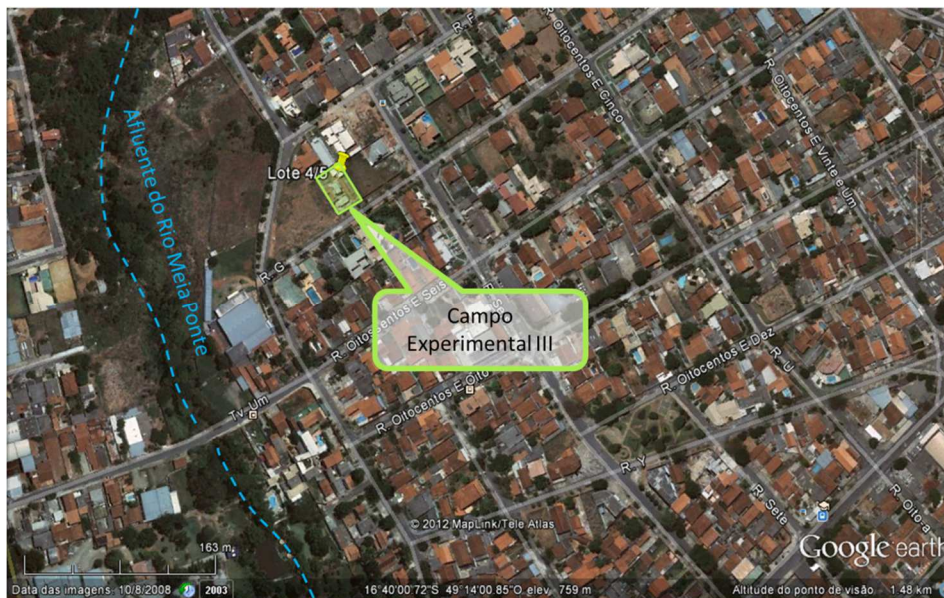 R. F
R. Oitocentos E Cinco
R. Oitocentos E Vinte e Um
Afluente do Rio Meia Ponte
Lote 4/5
R. G
R. Oitocentos E Seis
R. S
Campo
Experimental III
R. Oitocentos E Dez
R. U
R. Oitocentos E Oito
Tv. Um
R. Y
R. Sete
R. Oito a
© 2012 MapLink/Tele Atlas
Google earth
163 m
Data das imagens: 10/8/2008
2003
16°40'00.72"S 49°14'00.85"O elev 759 m
Altitude do ponto de visão 1.48 km